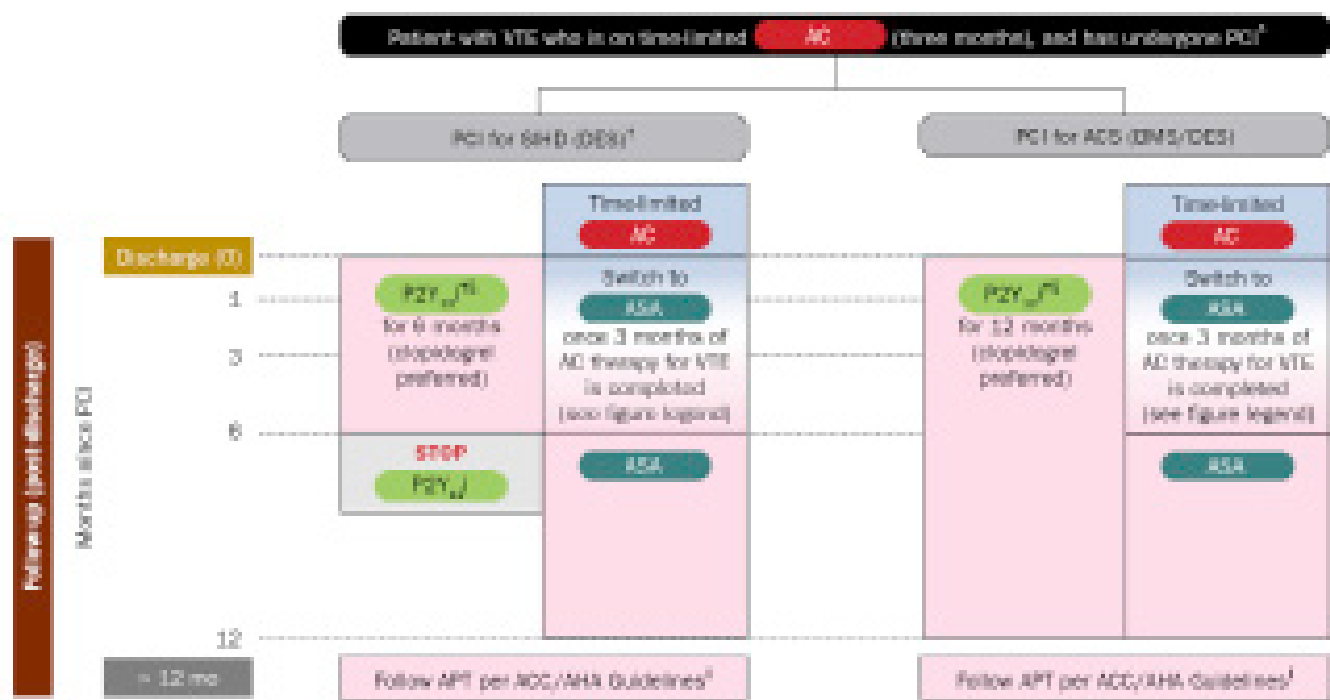 Patient with VTE who is on time-limited AC (three months), and has undergone PCI
PCI for SIHD (DES)
PCI for ACS (BMS/DES)
Time-limited
AC
Time-limited
AC
Follow-up (post discharge)
Months since PCI
Discharge (0)
1
3
6
12
> 12 mo
P2Y₁₂i
for 6 months
(clopidogrel
preferred)
Switch to
ASA
once 3 months of
AC therapy for VTE
is completed
(see figure legend)
P2Y₁₂i
for 12 months
(clopidogrel
preferred)
Switch to
ASA
once 3 months of
AC therapy for VTE
is completed
(see figure legend)
STOP
P2Y₁₂i
ASA
ASA
Follow APT per ACC/AHA Guidelines
Follow APT per ACC/AHA Guidelines